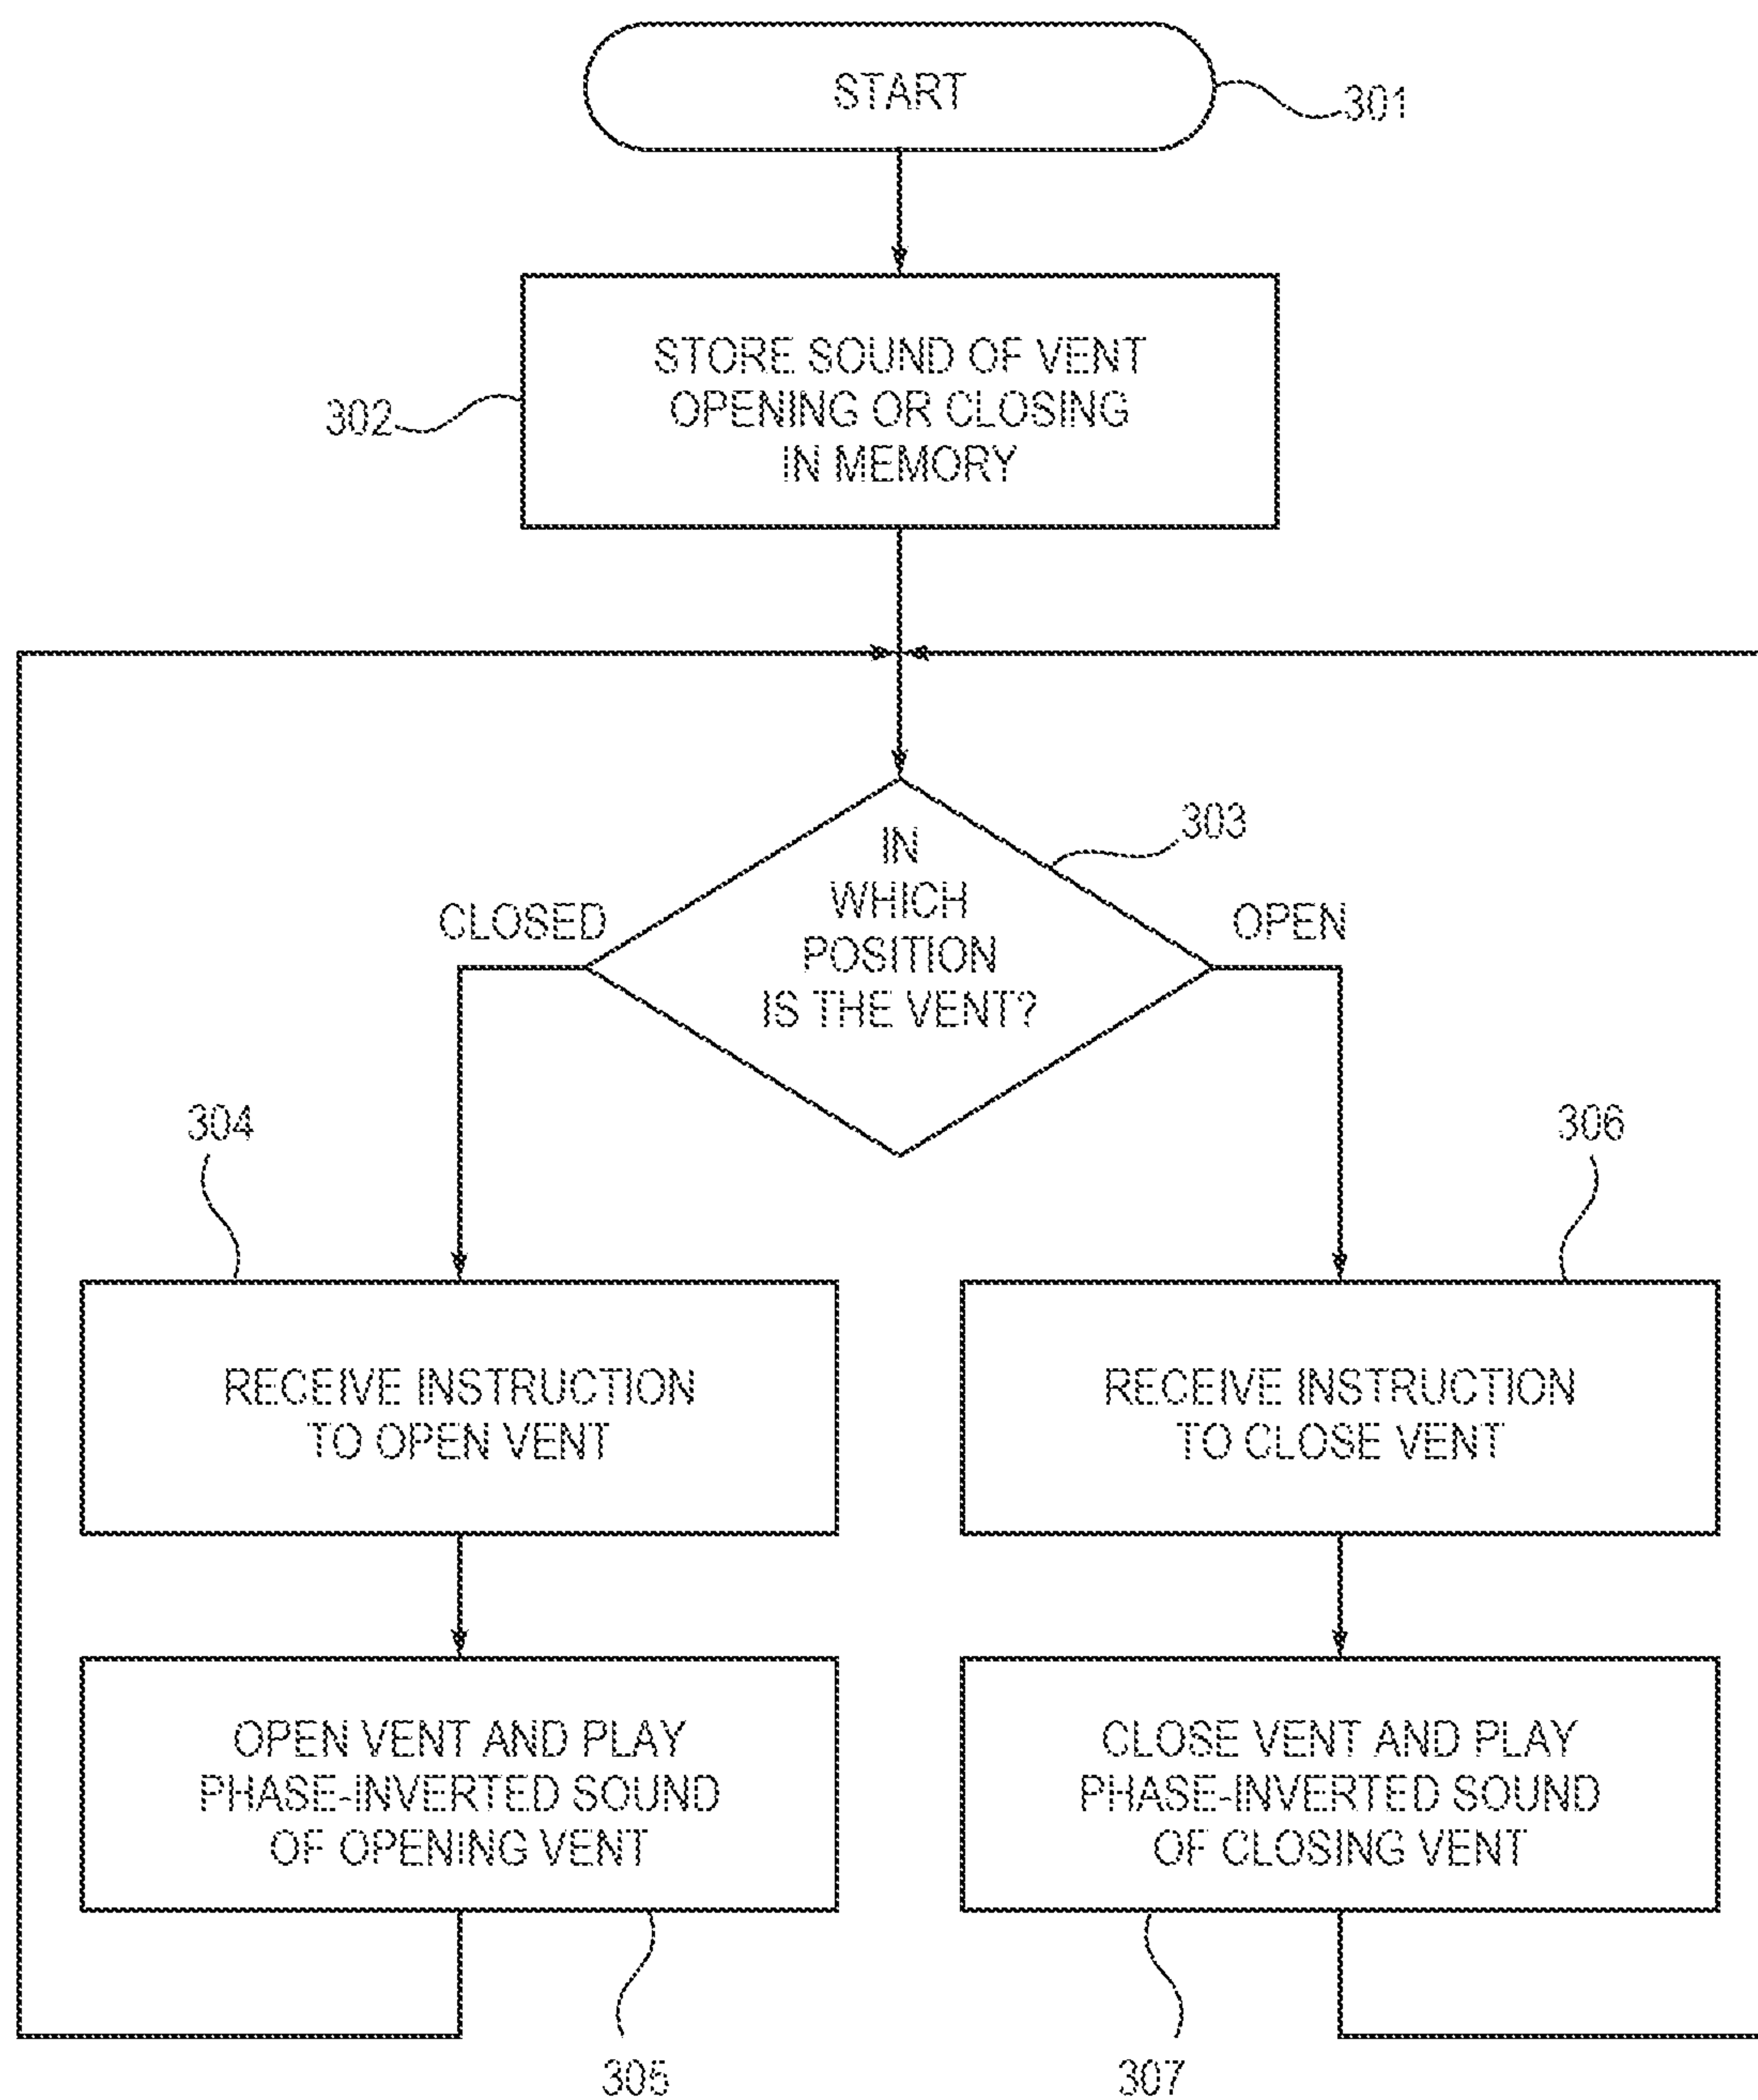 START
301
STORE SOUND OF VENT
OPENING OR CLOSING
IN MEMORY
302
303
IN
WHICH
POSITION
IS THE VENT?
CLOSED
OPEN
304
306
RECEIVE INSTRUCTION
TO OPEN VENT
RECEIVE INSTRUCTION
TO CLOSE VENT
OPEN VENT AND PLAY
PHASE-INVERTED SOUND
OF OPENING VENT
CLOSE VENT AND PLAY
PHASE-INVERTED SOUND
OF CLOSING VENT
305
307